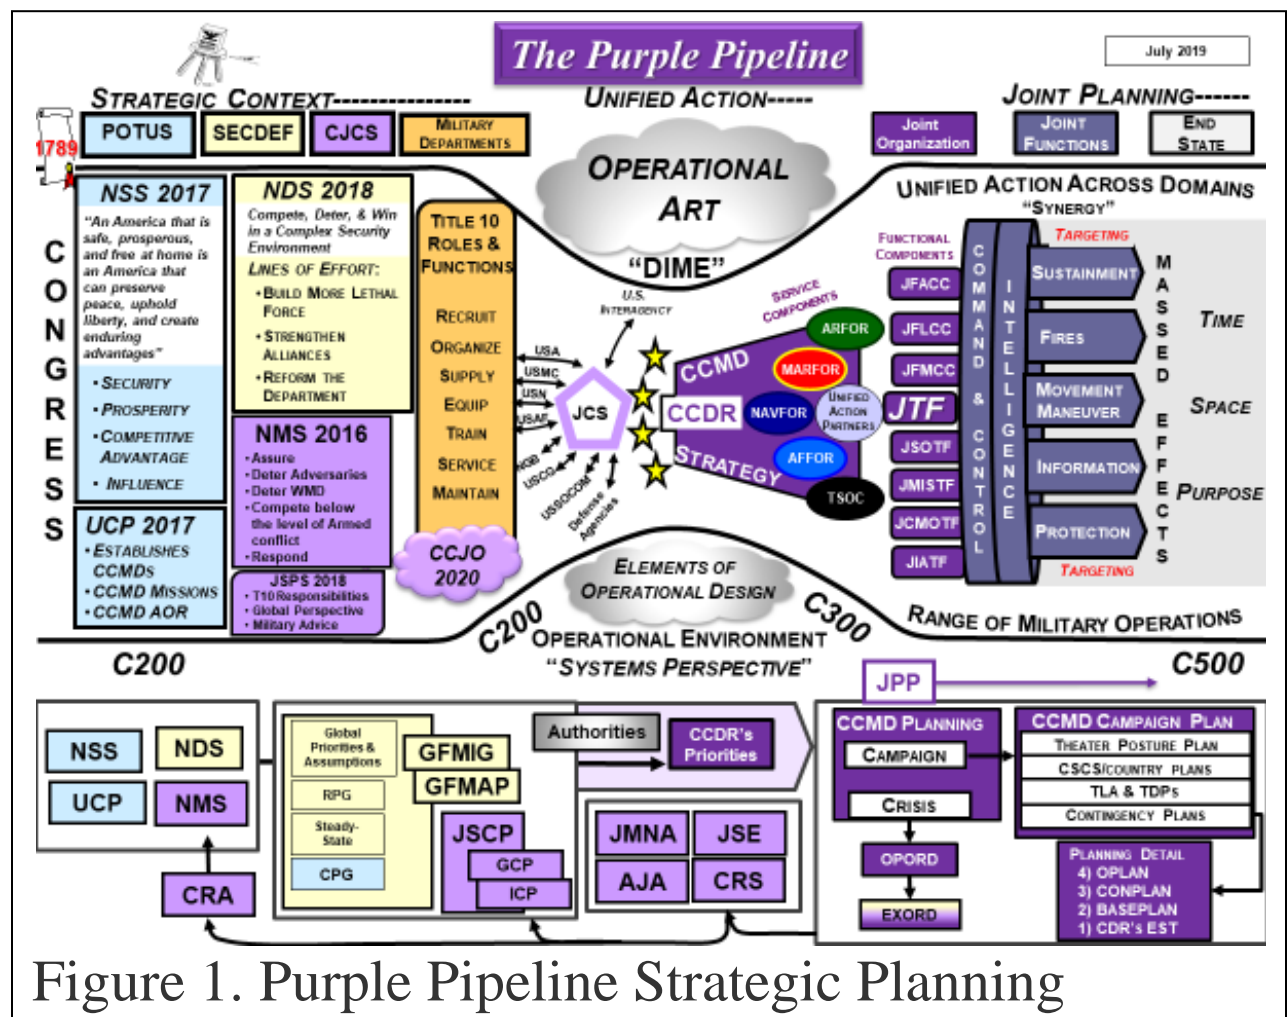 The Purple Pipeline
July 2019
STRATEGIC CONTEXT---------------
UNIFIED ACTION-----
JOINT PLANNING------
1789
POTUS
SECDEF
CJCS
MILITARY
DEPARTMENTS
Joint
Organization
JOINT
FUNCTIONS
END
STATE
CONGRESS
NSS 2017
"An America that is
safe, prosperous,
and free at home is
an America that
can preserve
peace, uphold
liberty, and create
enduring
advantages"
• SECURITY
• PROSPERITY
• COMPETITIVE
ADVANTAGE
• INFLUENCE
UCP 2017
• ESTABLISHES
CCMDS
• CCMD MISSIONS
• CCMD AOR
NDS 2018
Compete, Deter, & Win
in a Complex Security
Environment
LINES OF EFFORT:
• BUILD MORE LETHAL
FORCE
• STRENGTHEN
ALLIANCES
• REFORM THE
DEPARTMENT
NMS 2016
• Assure
• Deter Adversaries
• Deter WMD
• Compete below
the level of Armed
conflict
• Respond
JSPS 2018
• T10 Responsibilities
• Global Perspective
• Military Advice
TITLE 10
ROLES &
FUNCTIONS
RECRUIT
ORGANIZE
SUPPLY
EQUIP
TRAIN
SERVICE
MAINTAIN
CCJO
2020
OPERATIONAL
ART
"DIME"
U.S.
INTERAGENCY
USA
USMC
USN
USAF
NGB
USCG
USSOCOM
Defense
Agencies
JCS
SERVICE
COMPONENTS
CCMD
CCDR
STRATEGY
ARFOR
MARFOR
NAVFOR
UNIFIED
ACTION
PARTNERS
AFFOR
TSOC
ELEMENTS OF
OPERATIONAL DESIGN
C200
C300
OPERATIONAL ENVIRONMENT
"SYSTEMS PERSPECTIVE"
UNIFIED ACTION ACROSS DOMAINS
"SYNERGY"
FUNCTIONAL
COMPONENTS
JFACC
JFLCC
JFMCC
JTF
JSOTF
JMISTF
JCMOTF
JIATF
COMMAND & CONTROL
INTELLIGENCE
TARGETING
SUSTAINMENT
FIRES
MOVEMENT
MANEUVER
INFORMATION
PROTECTION
TARGETING
MASSED EFFECTS
TIME
SPACE
PURPOSE
RANGE OF MILITARY OPERATIONS
C200
C500
JPP
NSS
NDS
UCP
NMS
CRA
Global
Priorities &
Assumptions
RPG
Steady-
State
CPG
GFMIG
GFMAP
JSCP
GCP
ICP
Authorities
CCDR's
Priorities
JMNA
JSE
AJA
CRS
CCMD PLANNING
CAMPAIGN
CRISIS
OPORD
EXORD
CCMD CAMPAIGN PLAN
THEATER POSTURE PLAN
CSCS/COUNTRY PLANS
TLA & TDPS
CONTINGENCY PLANS
PLANNING DETAIL
4) OPLAN
3) CONPLAN
2) BASEPLAN
1) CDR's EST
Figure 1. Purple Pipeline Strategic Planning